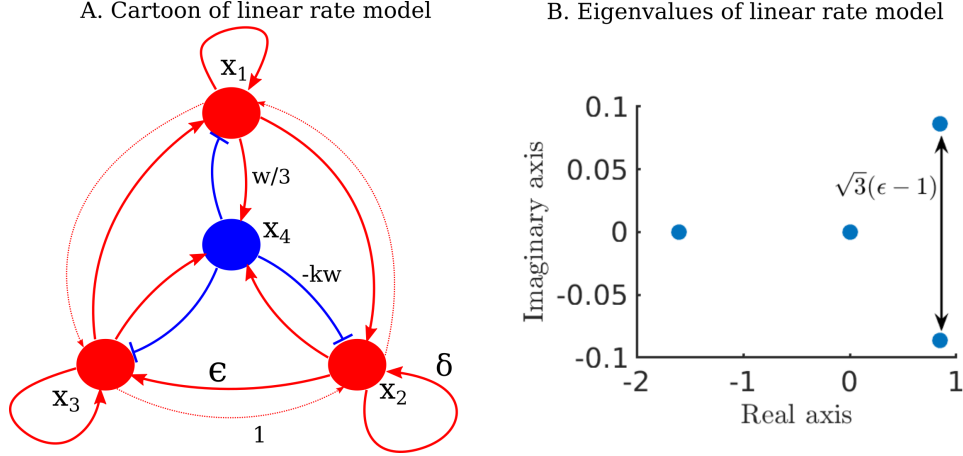 A. Cartoon of linear rate model
x₁
w/3
x₄
-kw
ϵ
δ
x₃
x₂
1
B. Eigenvalues of linear rate model
0.1
0.05
0
-0.05
-0.1
√3(ϵ − 1)
-2
-1
0
1
Imaginary axis
Real axis